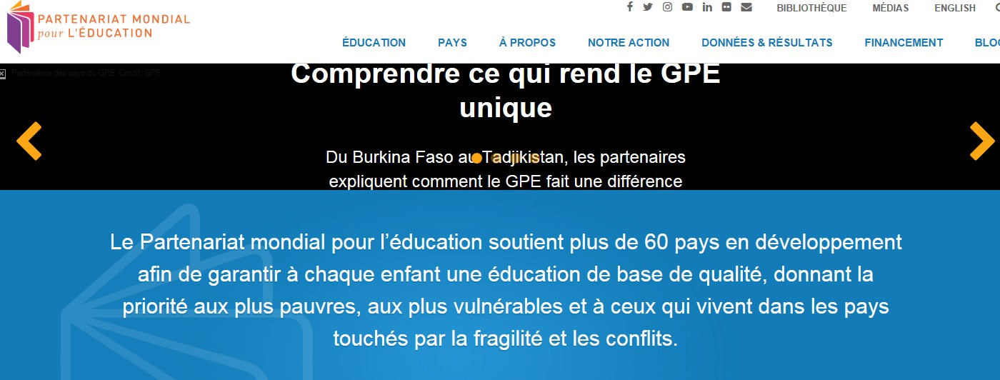 PARTENARIAT MONDIAL
pour L'ÉDUCATION
BIBLIOTHÈQUE MÉDIAS ENGLISH
ÉDUCATION PAYS À PROPOS NOTRE ACTION DONNÉES & RÉSULTATS FINANCEMENT BLOG
Partenaires des pays du GPE. Credit: GPE
Comprendre ce qui rend le GPE
unique
Du Burkina Faso au Tadjikistan, les partenaires
expliquent comment le GPE fait une différence
Le Partenariat mondial pour l’éducation soutient plus de 60 pays en développement
afin de garantir à chaque enfant une éducation de base de qualité, donnant la
priorité aux plus pauvres, aux plus vulnérables et à ceux qui vivent dans les pays
touchés par la fragilité et les conflits.